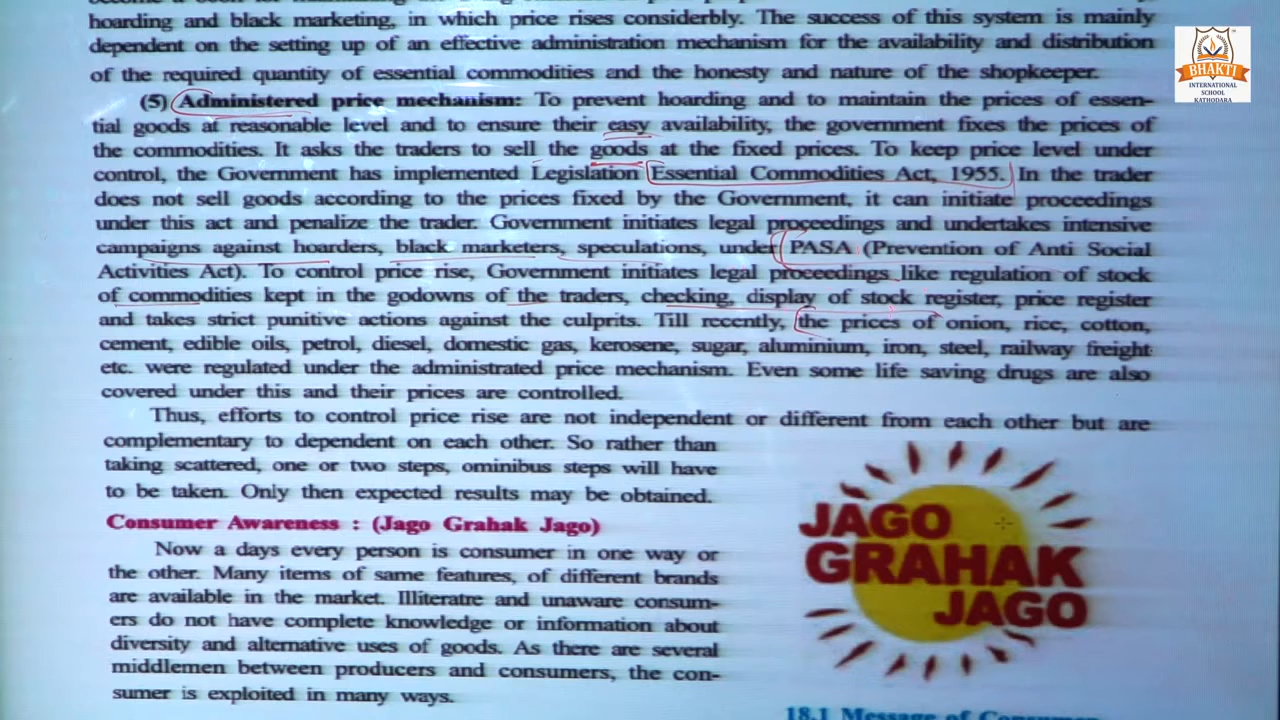 hoarding and black marketing, in which price rises considerbly. The success of this system is mainly
dependent on the setting up of an effective administration mechanism for the availability and distribution
of the required quantity of essential commodities and the honesty and nature of the shopkeeper.
(5) Administered price mechanism: To prevent hoarding and to maintain the prices of essen-
tial goods at reasonable level and to ensure their easy availability, the government fixes the prices of
the commodities. It asks the traders to sell the goods at the fixed prices. To keep price level under
control, the Government has implemented Legislation Essential Commodities Act, 1955. In the trader
does not sell goods according to the prices fixed by the Government, it can initiate proceedings
under this act and penalize the trader. Government initiates legal proceedings and undertakes intensive
campaigns against hoarders, black marketers, speculations, under PASA (Prevention of Anti Social
Activities Act). To control price rise, Government initiates legal proceedings like regulation of stock
of commodities kept in the godowns of the traders, checking, display of stock register, price register
and takes strict punitive actions against the culprits. Till recently, the prices of onion, rice, cotton,
cement, edible oils, petrol, diesel, domestic gas, kerosene, sugar, aluminium, iron, steel, railway freight
etc. were regulated under the administrated price mechanism. Even some life saving drugs are also
covered under this and their prices are controlled.
Thus, efforts to control price rise are not independent or different from each other but are
complementary to dependent on each other. So rather than
taking scattered, one or two steps, ominibus steps will have
to be taken. Only then expected results may be obtained.
Consumer Awareness : (Jago Grahak Jago)
Now a days every person is consumer in one way or
the other. Many items of same features, of different brands
are available in the market. Illiteratre and unaware consum-
ers do not have complete knowledge or information about
diversity and alternative uses of goods. As there are several
middlemen between producers and consumers, the con-
sumer is exploited in many ways.
JAGO
GRAHAK
JAGO
18.1 Message of Consumer
BHAKTI
INTERNATIONAL
SCHOOL
KATHODARA